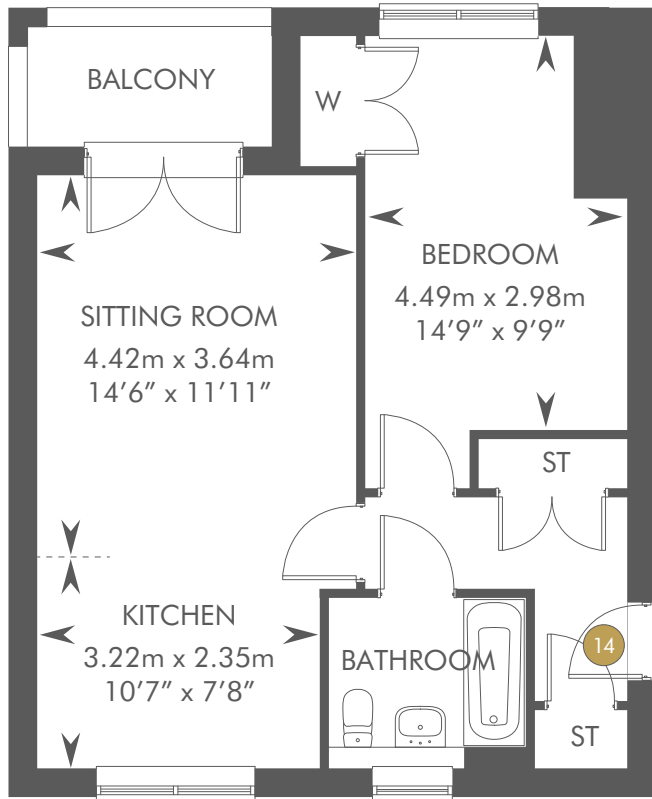 BALCONY
W
BEDROOM
4.49m x 2.98m
14’9” x 9’9”
SITTING ROOM
4.42m x 3.64m
14’6” x 11’11”
ST
KITCHEN
3.22m x 2.35m
10’7” x 7’8”
BATHROOM
14
ST